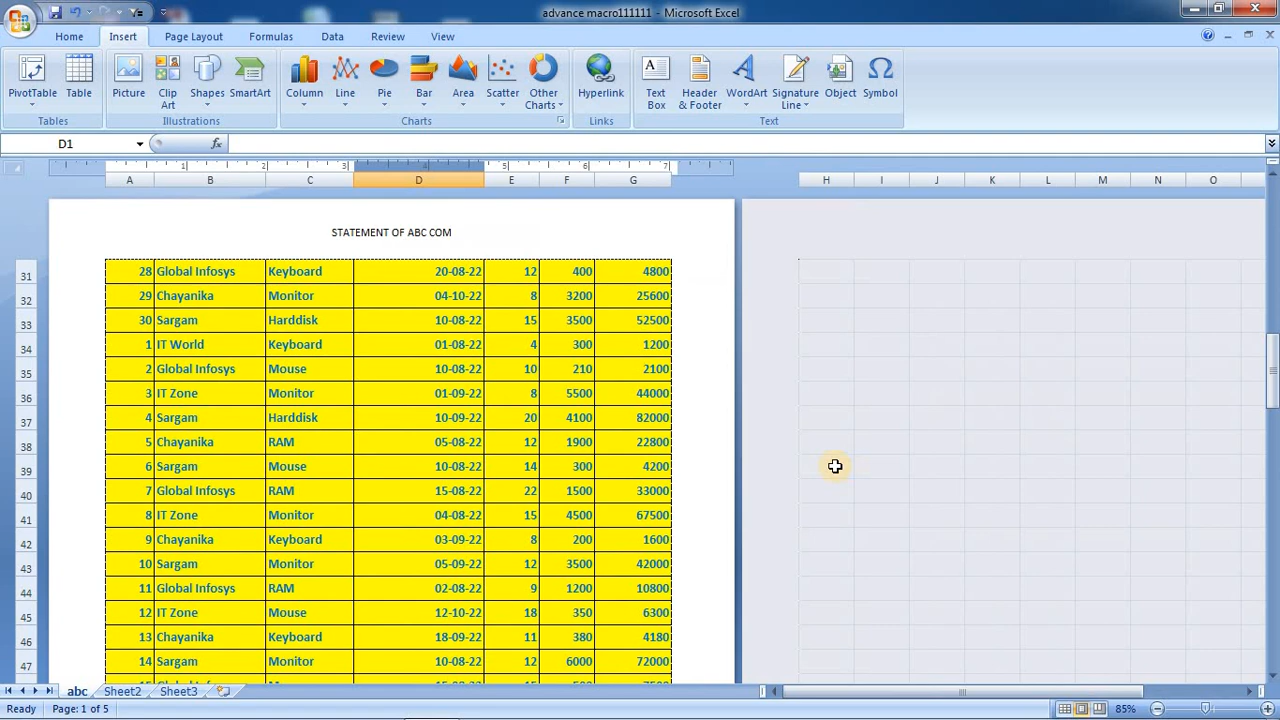 advance macro111111 - Microsoft Excel
Home Insert Page Layout Formulas Data Review View
PivotTable Table Picture Clip Art Shapes SmartArt Column Line Pie Bar Area Scatter Other Charts Hyperlink Text Box Header & Footer WordArt Signature Line Object Symbol
Tables Illustrations Charts Links Text
D1 fx
1 2 3 4 5 6 7
A B C D E F G H I J K L M N O
STATEMENT OF ABC COM
31 28 Global Infosys Keyboard 20-08-22 12 400 4800
32 29 Chayanika Monitor 04-10-22 8 3200 25600
33 30 Sargam Harddisk 10-08-22 15 3500 52500
34 1 IT World Keyboard 01-08-22 4 300 1200
35 2 Global Infosys Mouse 10-08-22 10 210 2100
36 3 IT Zone Monitor 01-09-22 8 5500 44000
37 4 Sargam Harddisk 10-09-22 20 4100 82000
38 5 Chayanika RAM 05-08-22 12 1900 22800
39 6 Sargam Mouse 10-08-22 14 300 4200
40 7 Global Infosys RAM 15-08-22 22 1500 33000
41 8 IT Zone Monitor 04-08-22 15 4500 67500
42 9 Chayanika Keyboard 03-09-22 8 200 1600
43 10 Sargam Monitor 05-09-22 12 3500 42000
44 11 Global Infosys RAM 02-08-22 9 1200 10800
45 12 IT Zone Mouse 12-10-22 18 350 6300
46 13 Chayanika Keyboard 18-09-22 11 380 4180
47 14 Sargam Monitor 10-08-22 12 6000 72000
abc Sheet2 Sheet3
Ready Page: 1 of 5 85%